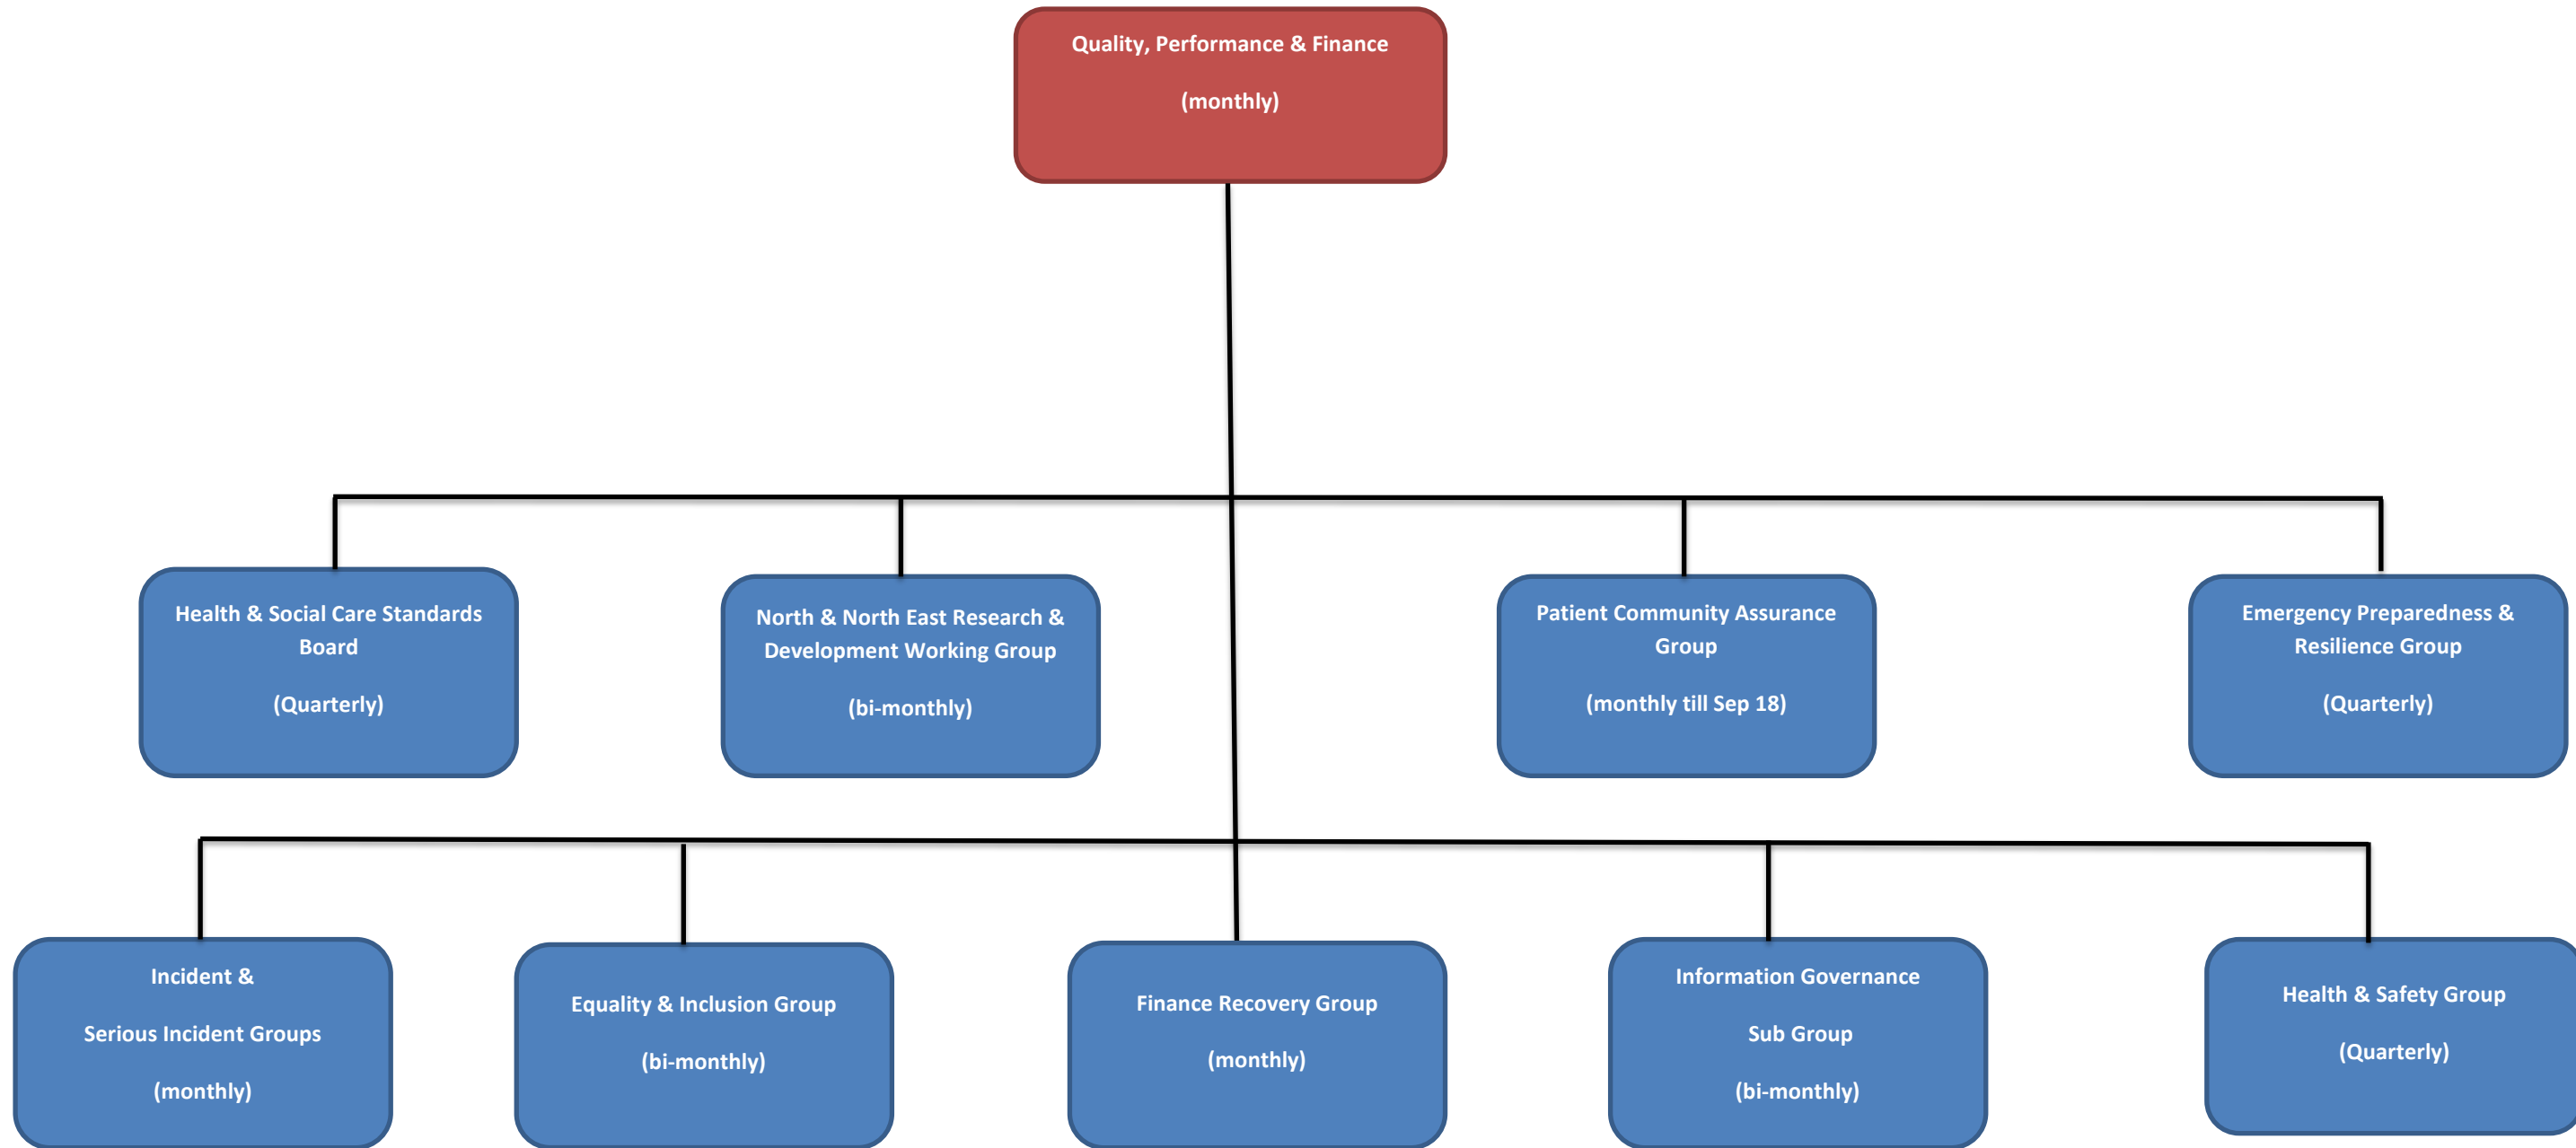 Quality, Performance & Finance
(monthly)
Health & Social Care Standards
Board
(Quarterly)
North & North East Research &
Development Working Group
(bi-monthly)
Patient Community Assurance
Group
(monthly till Sep 18)
Emergency Preparedness &
Resilience Group
(Quarterly)
Incident &
Serious Incident Groups
(monthly)
Equality & Inclusion Group
(bi-monthly)
Finance Recovery Group
(monthly)
Information Governance
Sub Group
(bi-monthly)
Health & Safety Group
(Quarterly)